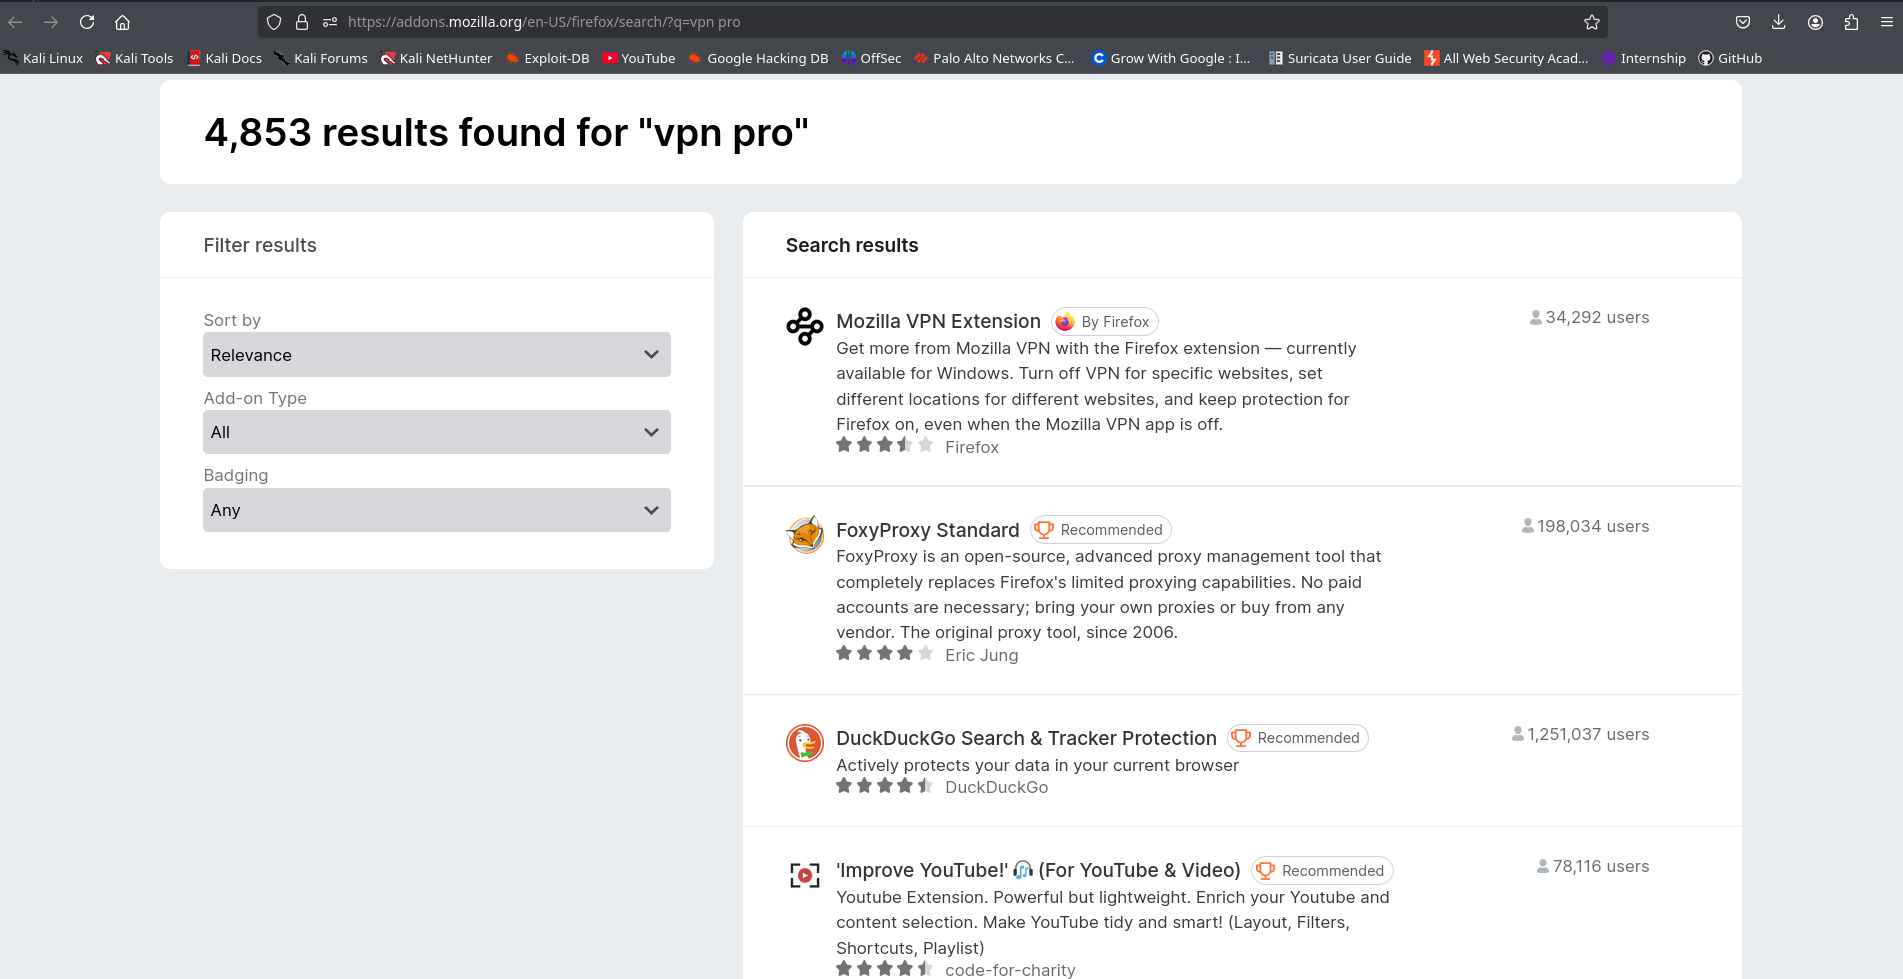 https://addons.mozilla.org/en-US/firefox/search/?q=vpn pro
Kali Linux Kali Tools Kali Docs Kali Forums Kali NetHunter Exploit-DB YouTube Google Hacking DB OffSec Palo Alto Networks C... Grow With Google : I... Suricata User Guide All Web Security Acad... Internship GitHub
4,853 results found for "vpn pro"
Filter results
Sort by
Relevance
Add-on Type
All
Badging
Any
Search results
Mozilla VPN Extension By Firefox 34,292 users
Get more from Mozilla VPN with the Firefox extension — currently
available for Windows. Turn off VPN for specific websites, set
different locations for different websites, and keep protection for
Firefox on, even when the Mozilla VPN app is off.
Firefox
FoxyProxy Standard Recommended 198,034 users
FoxyProxy is an open-source, advanced proxy management tool that
completely replaces Firefox's limited proxying capabilities. No paid
accounts are necessary; bring your own proxies or buy from any
vendor. The original proxy tool, since 2006.
Eric Jung
DuckDuckGo Search & Tracker Protection Recommended 1,251,037 users
Actively protects your data in your current browser
DuckDuckGo
'Improve YouTube!' 🎧 (For YouTube & Video) Recommended 78,116 users
Youtube Extension. Powerful but lightweight. Enrich your Youtube and
content selection. Make YouTube tidy and smart! (Layout, Filters,
Shortcuts, Playlist)
code-for-charity